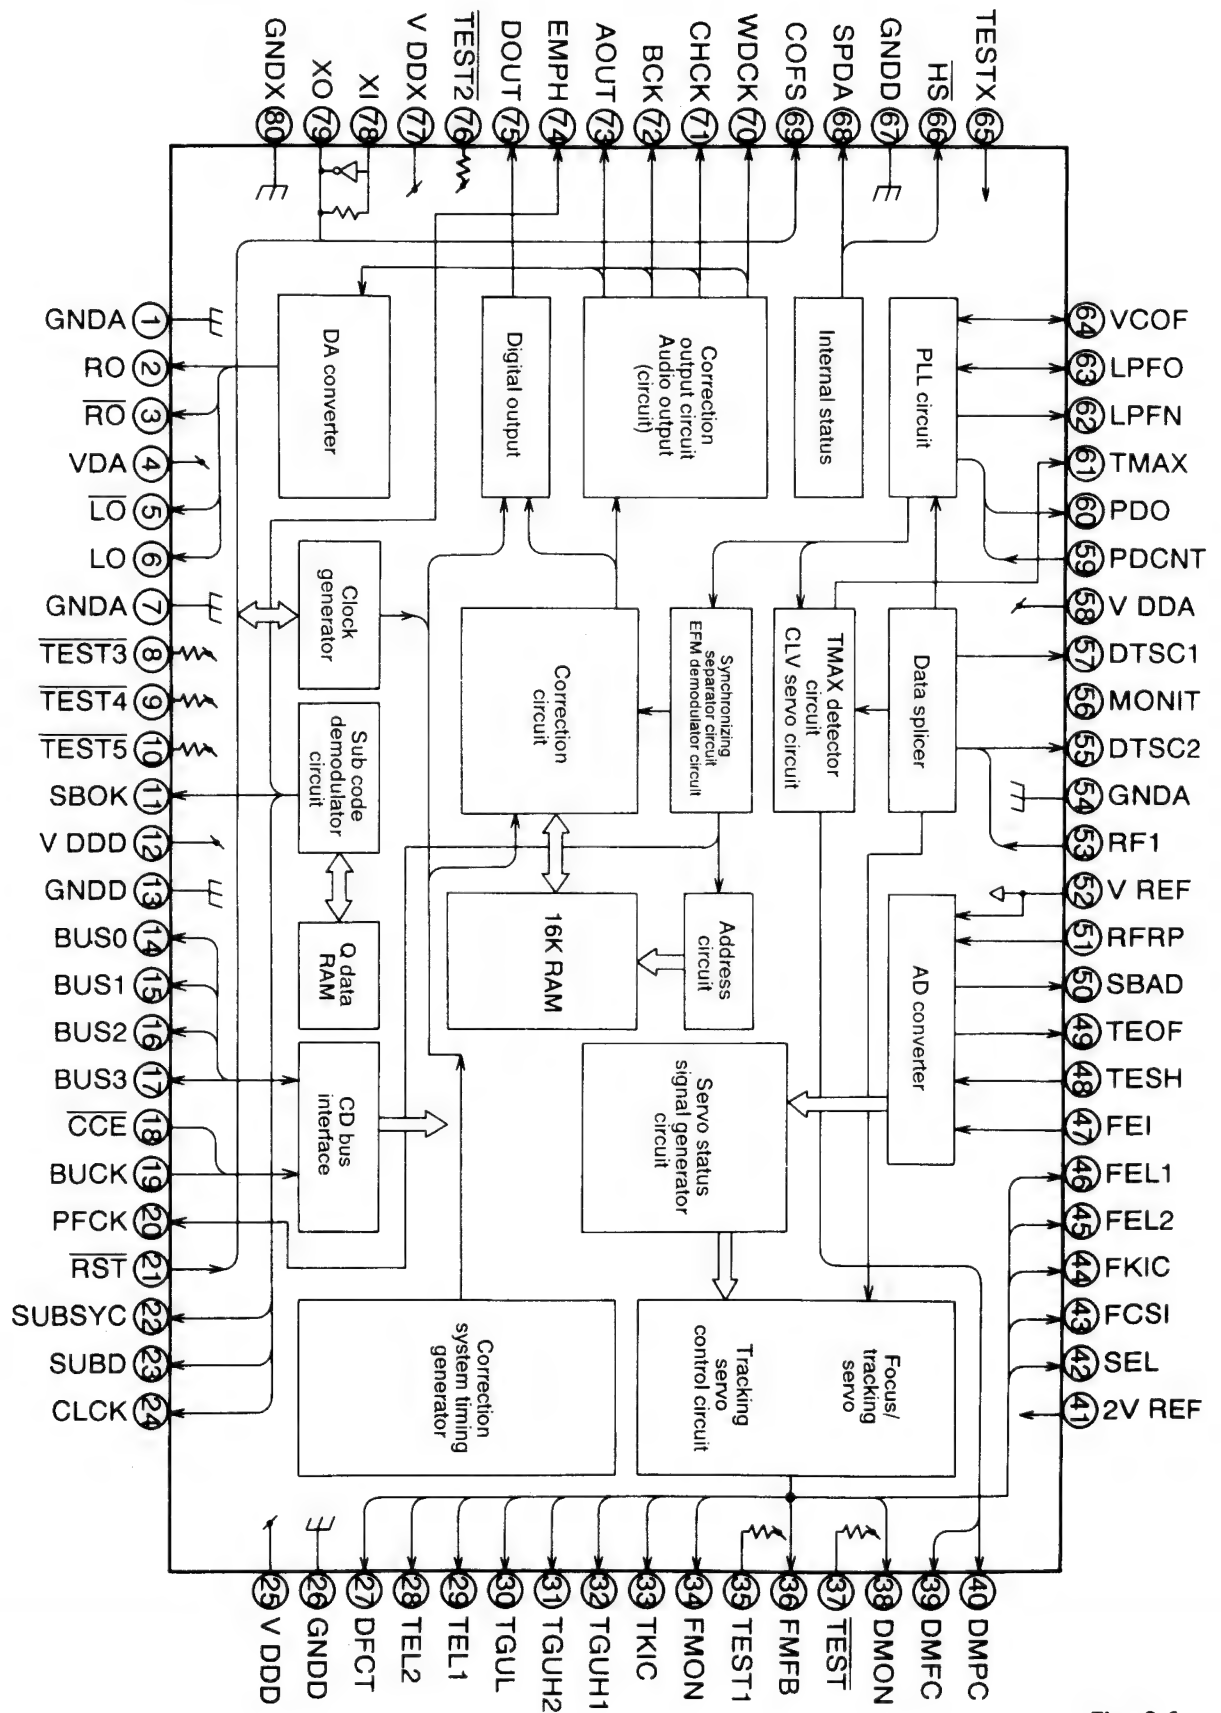 GNDX 80
XO 79
XI 78
V DDX 77
TEST2 76
DOUT 75
EMPH 74
AOUT 73
BCK 72
CHCK 71
WDCK 70
COFS 69
SPDA 68
GNDD 67
HS 66
TESTX 65
GNDA 1
RO 2
RO 3
VDA 4
LO 5
LO 6
GNDA 7
TEST3 8
TEST4 9
TEST5 10
SBOK 11
V DDD 12
GNDD 13
BUS0 14
BUS1 15
BUS2 16
BUS3 17
CCE 18
BUCK 19
PFCK 20
RST 21
SUBSYC 22
SUBD 23
CLCK 24
DA converter
Digital output
Correction
output circuit
Audio output
(circuit)
Internal status
PLL circuit
Clock
generator
Correction
circuit
Synchronizing
separator circuit
EFM demodulator circuit
TMAX detector
circuit
CLV servo circuit
Data splicer
Sub code
demodulator
circuit
Q data
RAM
16K RAM
Address
circuit
AD converter
CD bus
interface
Servo status
signal generator
circuit
Correction
system timing
generator
Focus/
tracking
servo
Tracking
servo
control circuit
64 VCOF
63 LPFO
62 LPFN
61 TMAX
60 PDO
59 PDCNT
58 V DDA
57 DTSC1
56 MONIT
55 DTSC2
54 GNDA
53 RF1
52 V REF
51 RFRP
50 SBAD
49 TEOF
48 TESH
47 FEI
46 FEL1
45 FEL2
44 FKIC
43 FCSI
42 SEL
41 2V REF
25 V DDD
26 GNDD
27 DFCT
28 TEL2
29 TEL1
30 TGUL
31 TGUH2
32 TGUH1
33 TKIC
34 FMON
35 TEST1
36 FMFB
37 TEST
38 DMON
39 DMFC
40 DMPC